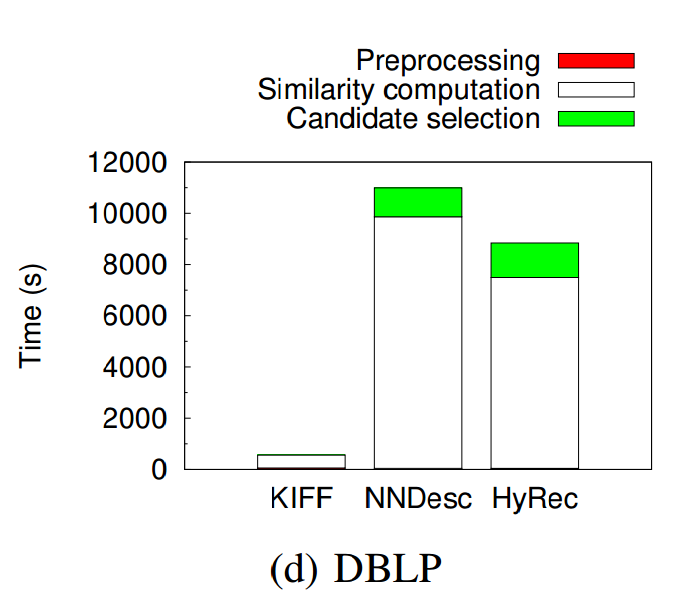 Preprocessing
Similarity computation
Candidate selection
12000
10000
8000
6000
4000
2000
0
Time (s)
KIFF NNDesc HyRec
(d) DBLP